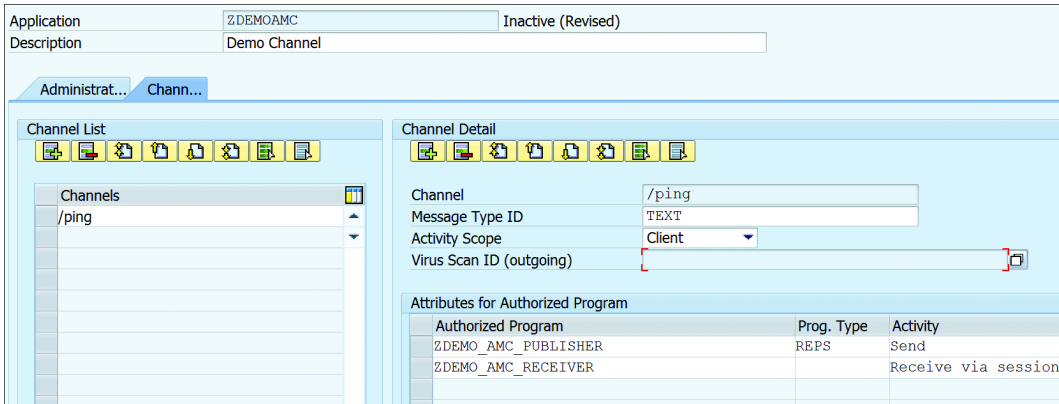 Application ZDEMOAMC Inactive (Revised)
Description Demo Channel
Administrat... Chann...
Channel List
Channels
/ping
Channel Detail
Channel /ping
Message Type ID TEXT
Activity Scope Client
Virus Scan ID (outgoing)
Attributes for Authorized Program
Authorized Program Prog. Type Activity
ZDEMO_AMC_PUBLISHER REPS Send
ZDEMO_AMC_RECEIVER Receive via session